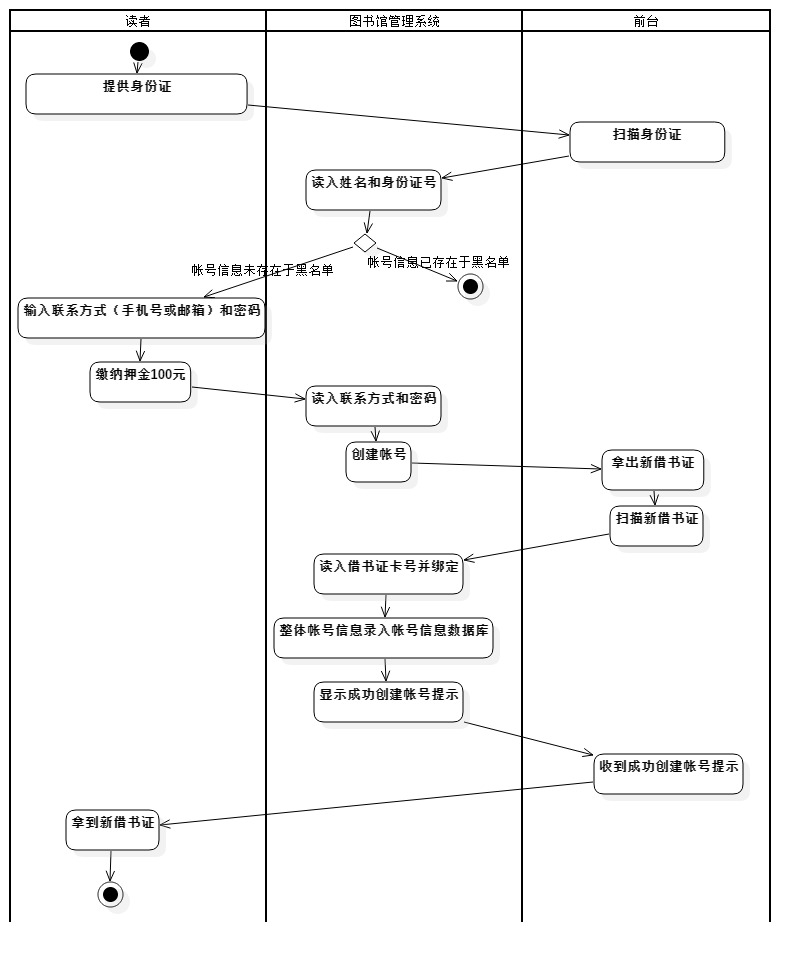 读者
图书馆管理系统
前台
提供身份证
扫描身份证
读入姓名和身份证号
帐号信息未存在于黑名单
帐号信息已存在于黑名单
输入联系方式（手机号或邮箱）和密码
缴纳押金100元
读入联系方式和密码
创建帐号
拿出新借书证
扫描新借书证
读入借书证卡号并绑定
整体帐号信息录入帐号信息数据库
显示成功创建帐号提示
收到成功创建帐号提示
拿到新借书证